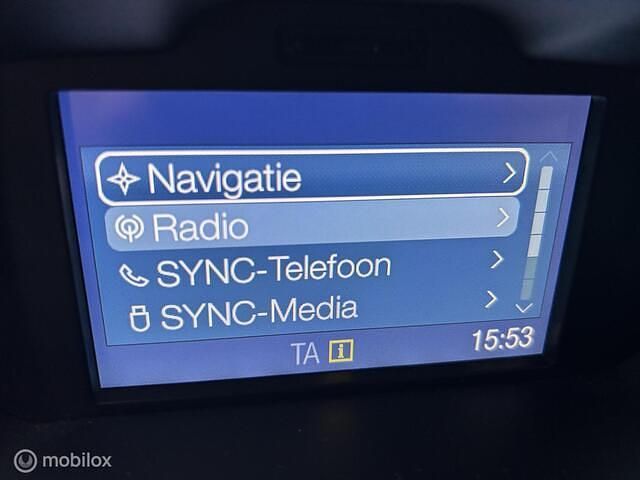 Navigatie
Radio
SYNC-Telefoon
SYNC-Media
TA i
15:53
mobilox